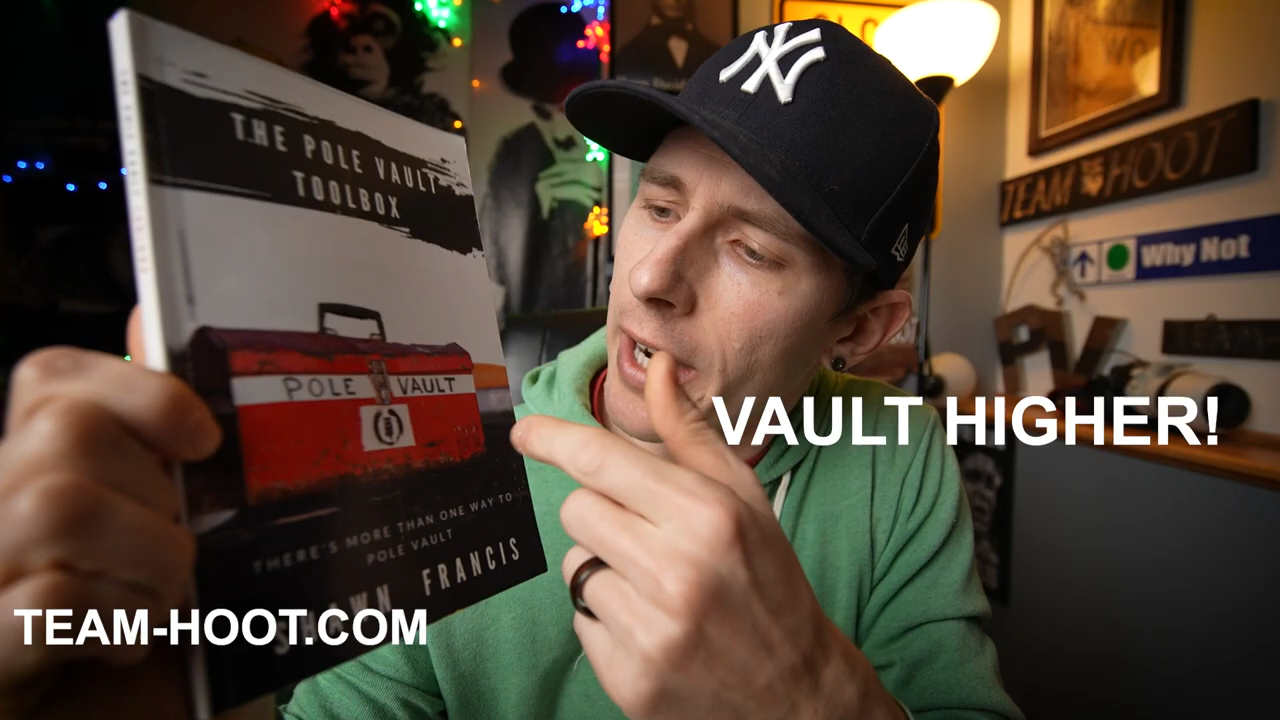 THE POLE VAULT
TOOLBOX
POLE VAULT
THERE'S MORE THAN ONE WAY TO
POLE VAULT
SHAWN FRANCIS
TEAM-HOOT.COM
VAULT HIGHER!
NY
TEAM HOOT
Why Not